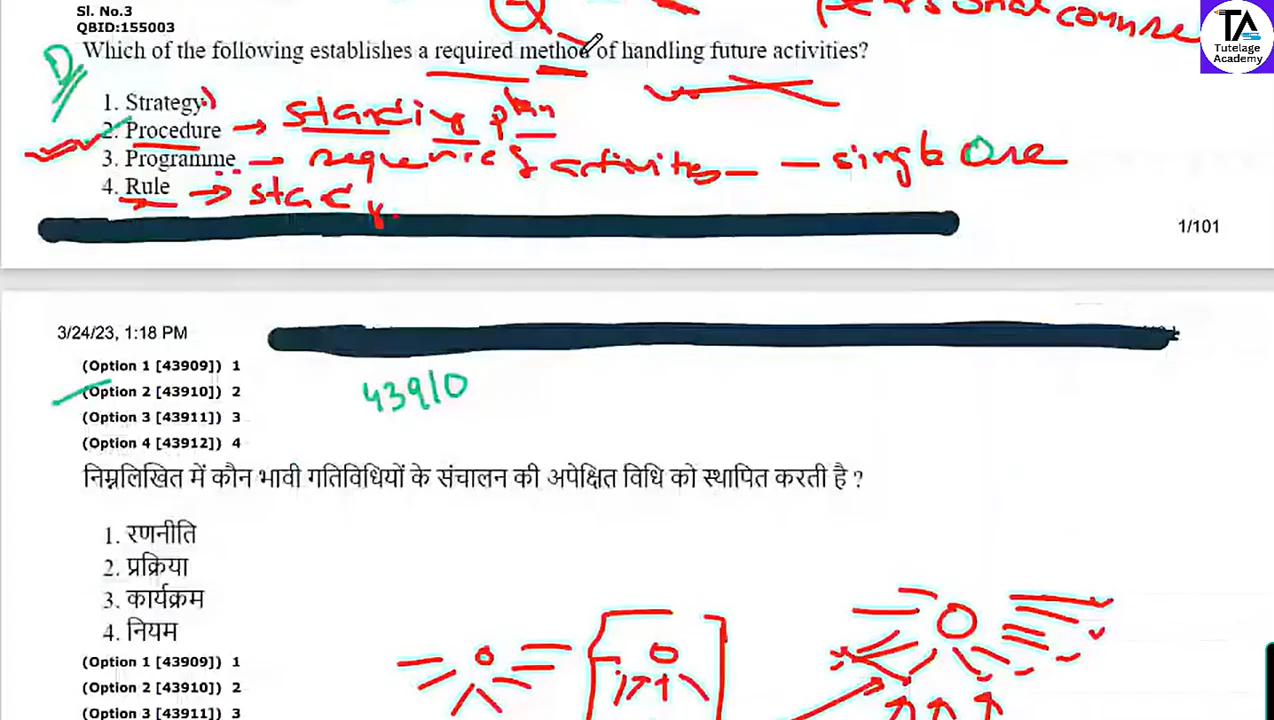 Sl. No.3
QBID:155003
personal
TA
Tutelage
Academy
Which of the following establishes a required method of handling future activities?
1. Strategy
2. Procedure → standing plan
3. Programme — sequence of activities — single One
4. Rule →
1/101
3/24/23, 1:18 PM
(Option 1 [43909]) 1
(Option 2 [43910]) 2
43910
(Option 3 [43911]) 3
(Option 4 [43912]) 4
निम्नलिखित में कौन भावी गतिविधियों के संचालन की अपेक्षित विधि को स्थापित करती है ?
1. रणनीति
2. प्रक्रिया
3. कार्यक्रम
4. नियम
(Option 1 [43909]) 1
(Option 2 [43910]) 2
(Option 3 [43911]) 3